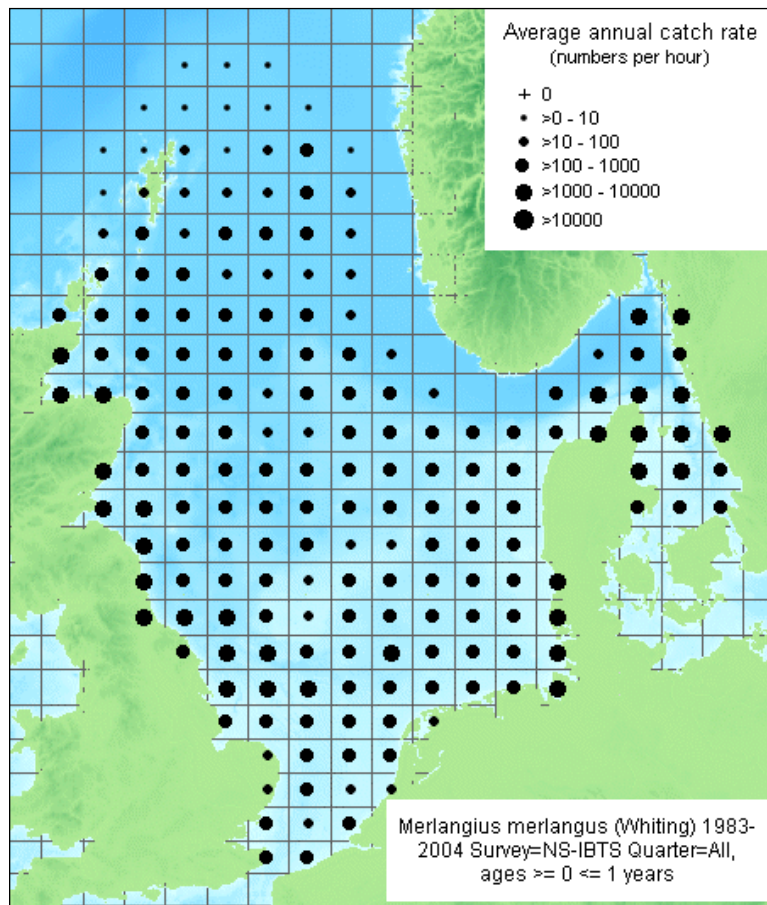 Average annual catch rate
(numbers per hour)
0
>0 - 10
>10 - 100
>100 - 1000
>1000 - 10000
>10000
Merlangius merlangus (Whiting) 1983-
2004 Survey=NS-IBTS Quarter=All,
ages >= 0 <= 1 years